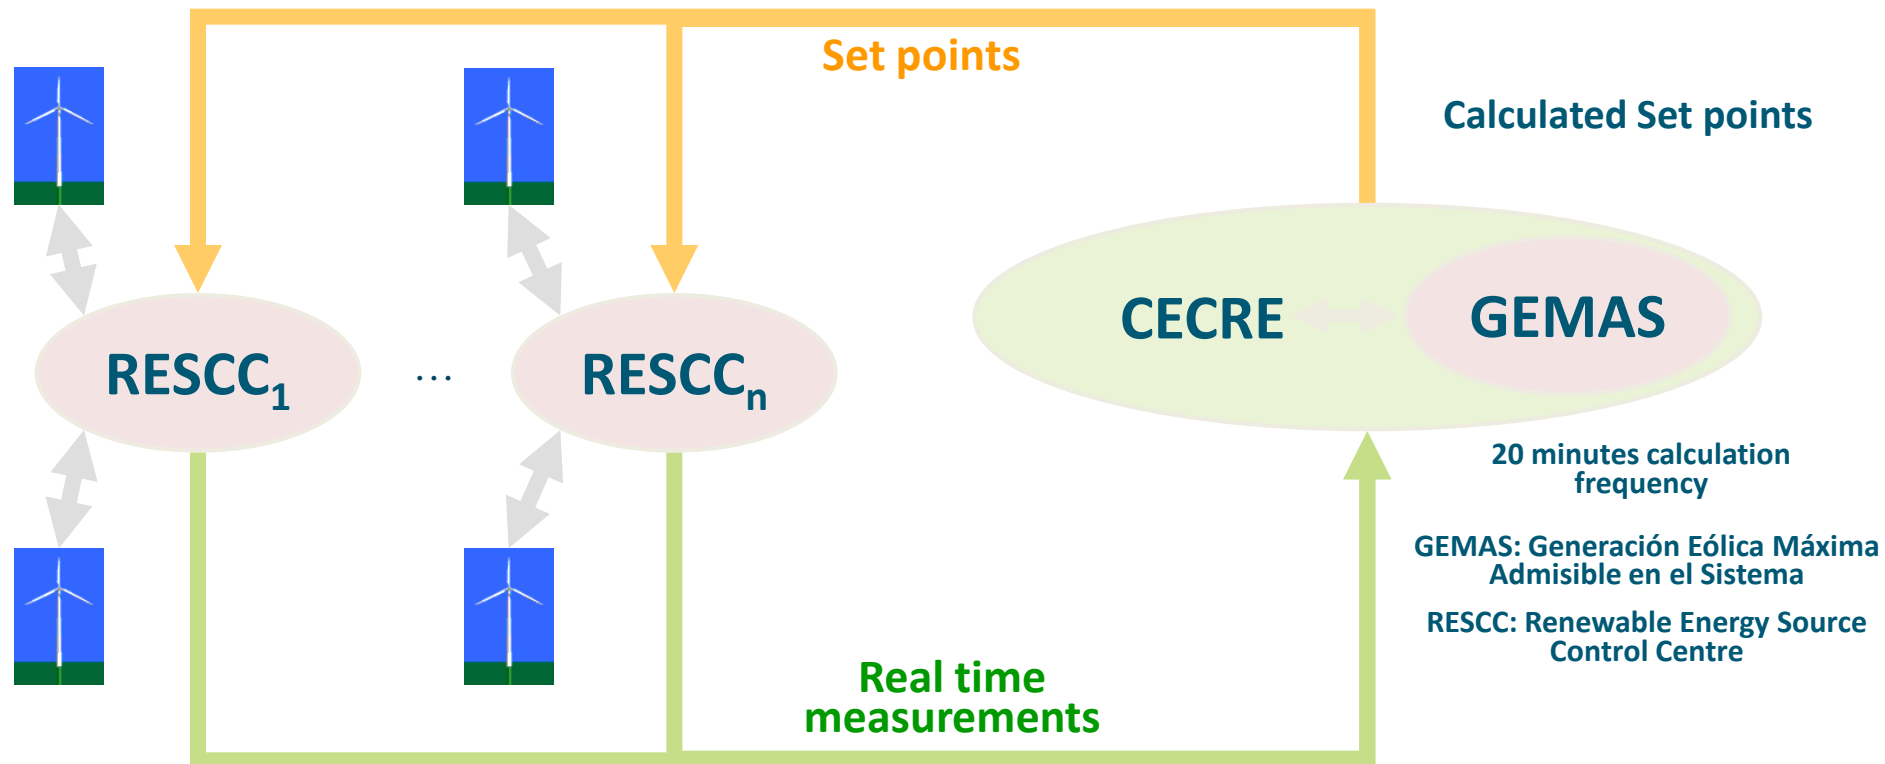 Set points
Calculated Set points
CECRE
GEMAS
RESCC1
...
RESCCn
20 minutes calculation
frequency
GEMAS: Generación Eólica Máxima
Admisible en el Sistema
RESCC: Renewable Energy Source
Control Centre
Real time
measurements